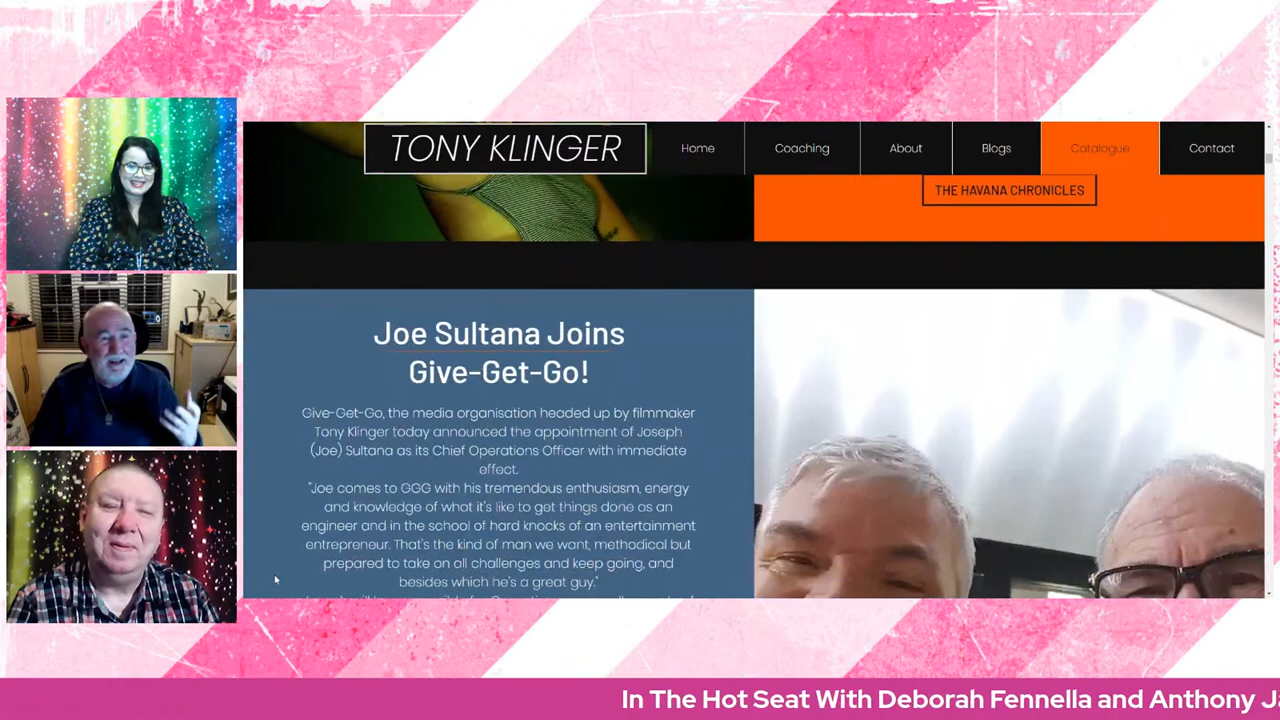 TONY KLINGER
Home
Coaching
About
Blogs
Catalogue
Contact
THE HAVANA CHRONICLES
Joe Sultana Joins
Give-Get-Go!
Give-Get-Go, the media organisation headed up by filmmaker
Tony Klinger today announced the appointment of Joseph
(Joe) Sultana as its Chief Operations Officer with immediate
effect.
"Joe comes to GGG with his tremendous enthusiasm, energy
and knowledge of what it's like to get things done as an
engineer and in the school of hard knocks of an entertainment
entrepreneur. That's the kind of man we want, methodical but
prepared to take on all challenges and keep going, and
besides which he's a great guy."
In The Hot Seat With Deborah Fennella and Anthony